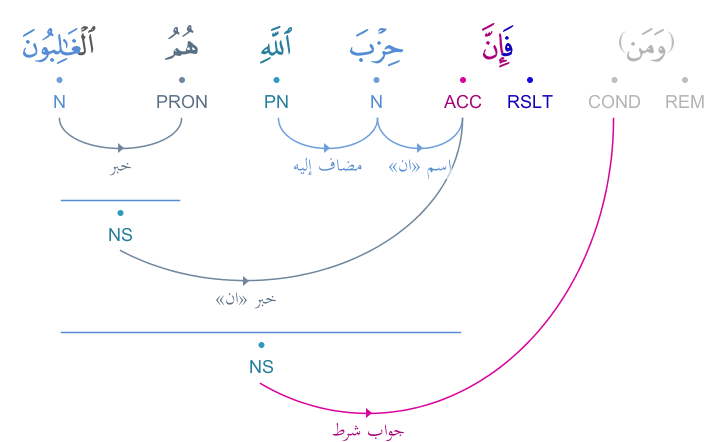 (وَمَن) فَإِنَّ حِزْبَ ٱللَّهِ هُمُ ٱلْغَٰلِبُونَ
REM COND RSLT ACC N PN PRON N
اسم «ان» مضاف إليه خبر
NS
خبر «ان»
NS
جواب شرط